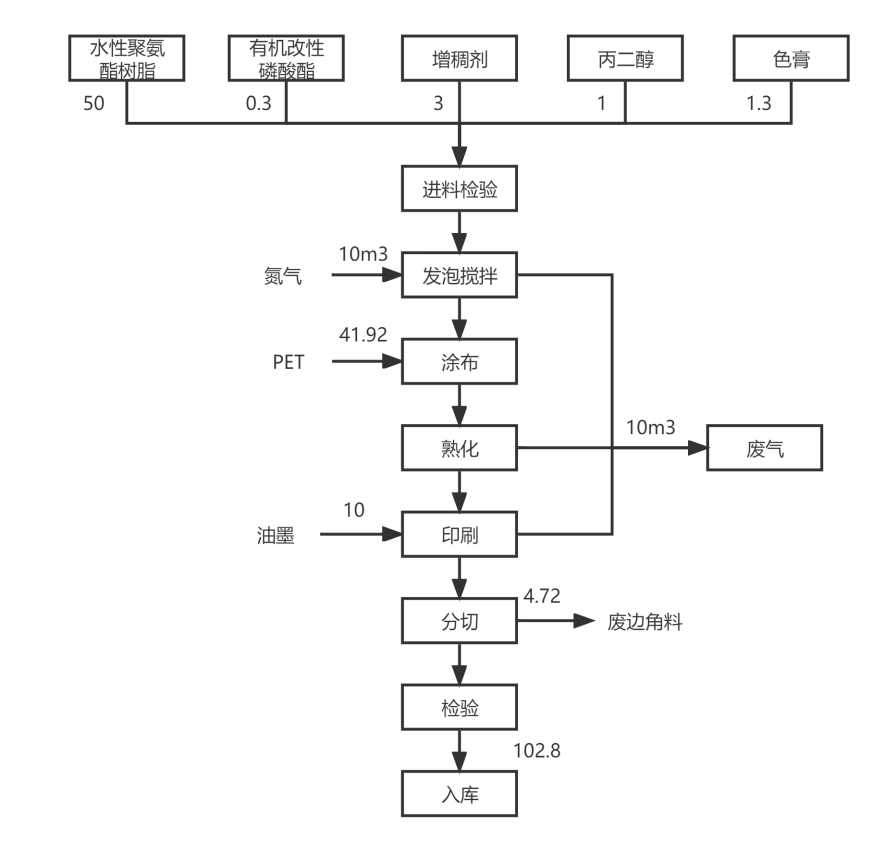 水性聚氨
酯树脂
有机改性
磷酸酯
增稠剂
丙二醇
色膏
50
0.3
3
1
1.3
进料检验
10m3
氮气
发泡搅拌
41.92
PET
涂布
10m3
熟化
废气
10
油墨
印刷
4.72
分切
废边角料
检验
102.8
入库